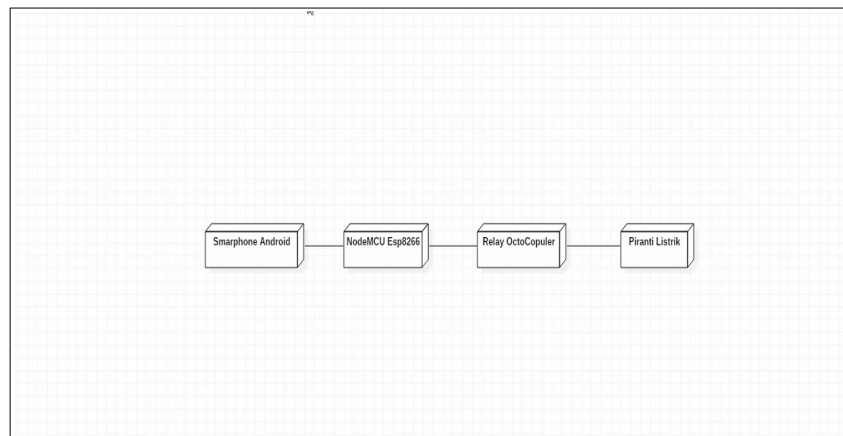 Smarphone Android
NodeMCU Esp8266
Relay OctoCopuler
Piranti Listrik